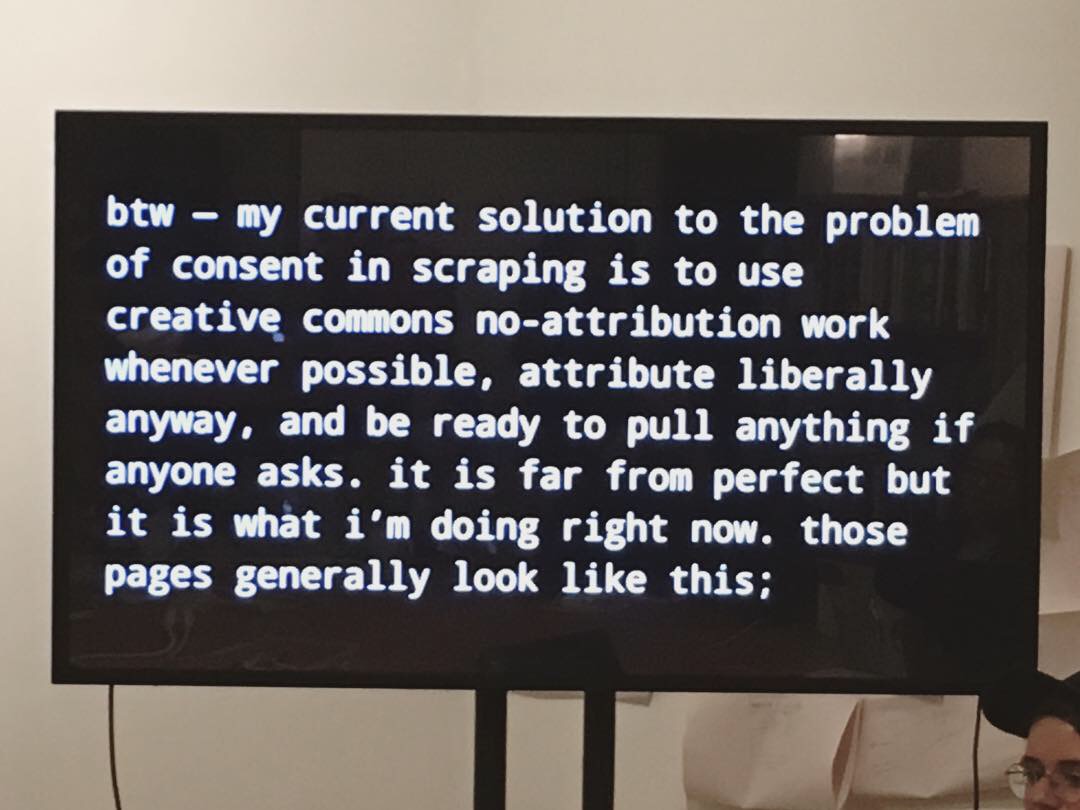 btw — my current solution to the problem
of consent in scraping is to use
creative commons no-attribution work
whenever possible, attribute liberally
anyway, and be ready to pull anything if
anyone asks. it is far from perfect but
it is what i'm doing right now. those
pages generally look like this;